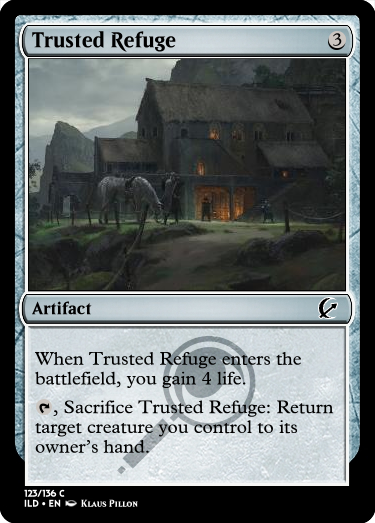 Trusted Refuge 3
Artifact
When Trusted Refuge enters the
battlefield, you gain 4 life.
, Sacrifice Trusted Refuge: Return
target creature you control to its
owner's hand.
123/136 C
ILD • EN Klaus Pillon